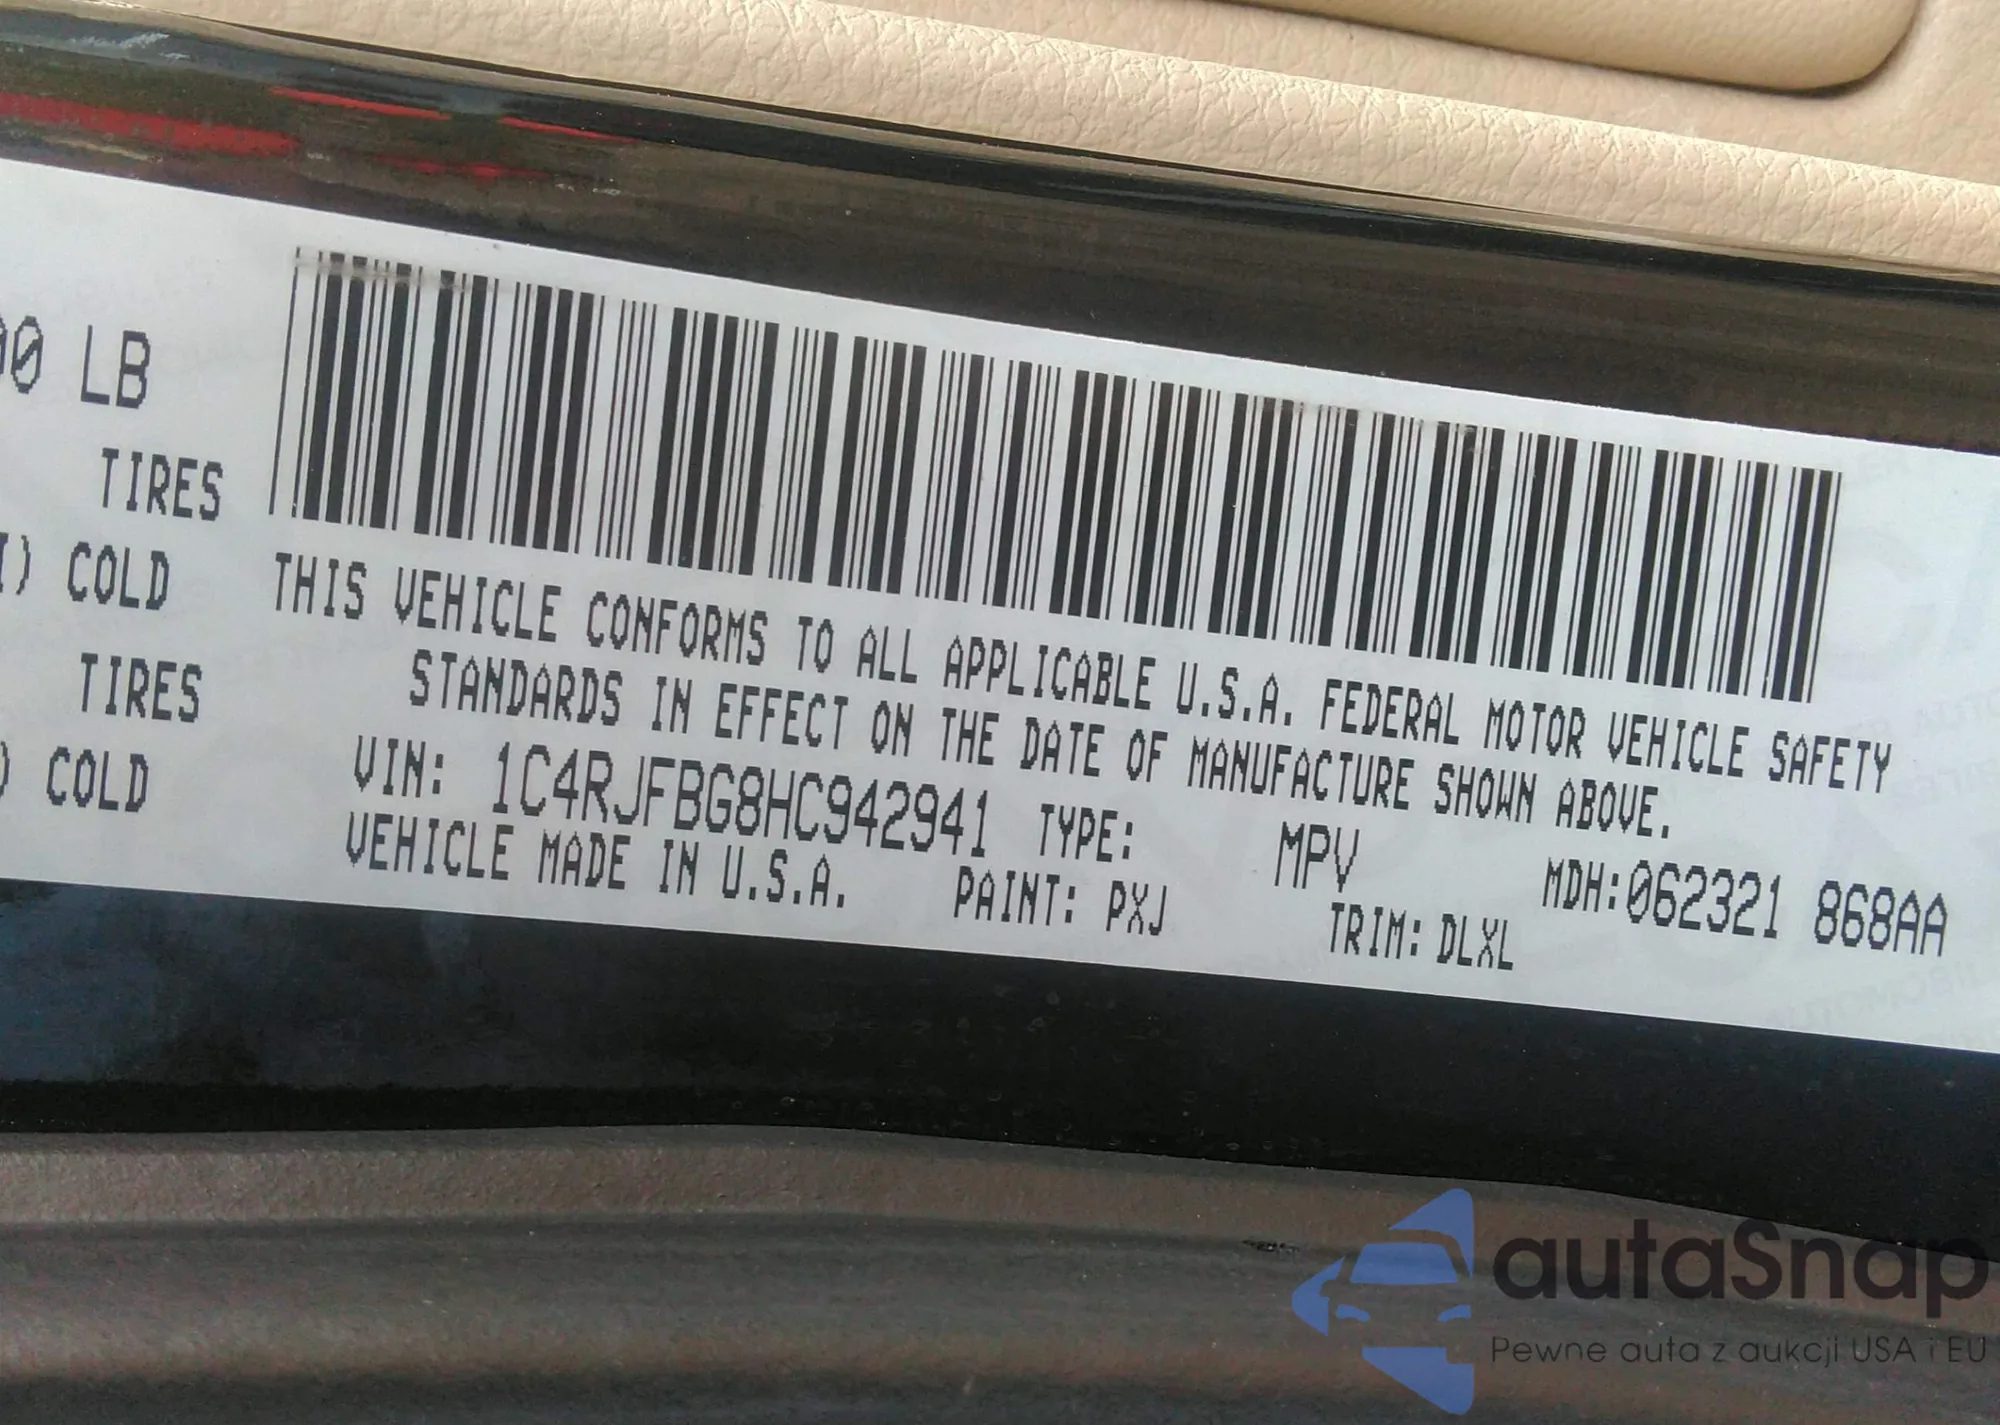 00 LB
TIRES
) COLD
TIRES
) COLD
THIS VEHICLE CONFORMS TO ALL APPLICABLE U.S.A. FEDERAL MOTOR VEHICLE SAFETY
STANDARDS IN EFFECT ON THE DATE OF MANUFACTURE SHOWN ABOVE.
VIN: 1C4RJFBG8HC942941 TYPE: MPV MDH:062321 868AA
VEHICLE MADE IN U.S.A. PAINT: PXJ TRIM: DLXL
autaSnap
Pewne auta z aukcji USA i EU